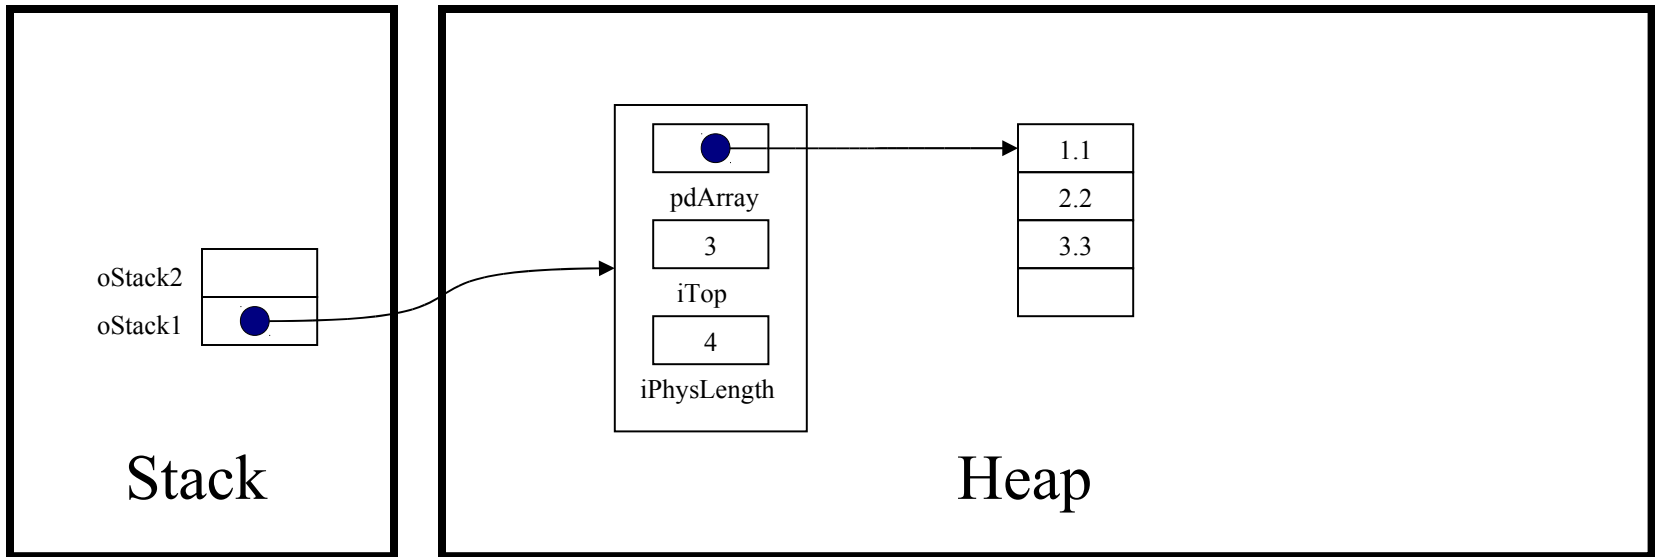 oStack2
oStack1
Stack
pdArray
3
iTop
4
iPhysLength
1.1
2.2
3.3
Heap